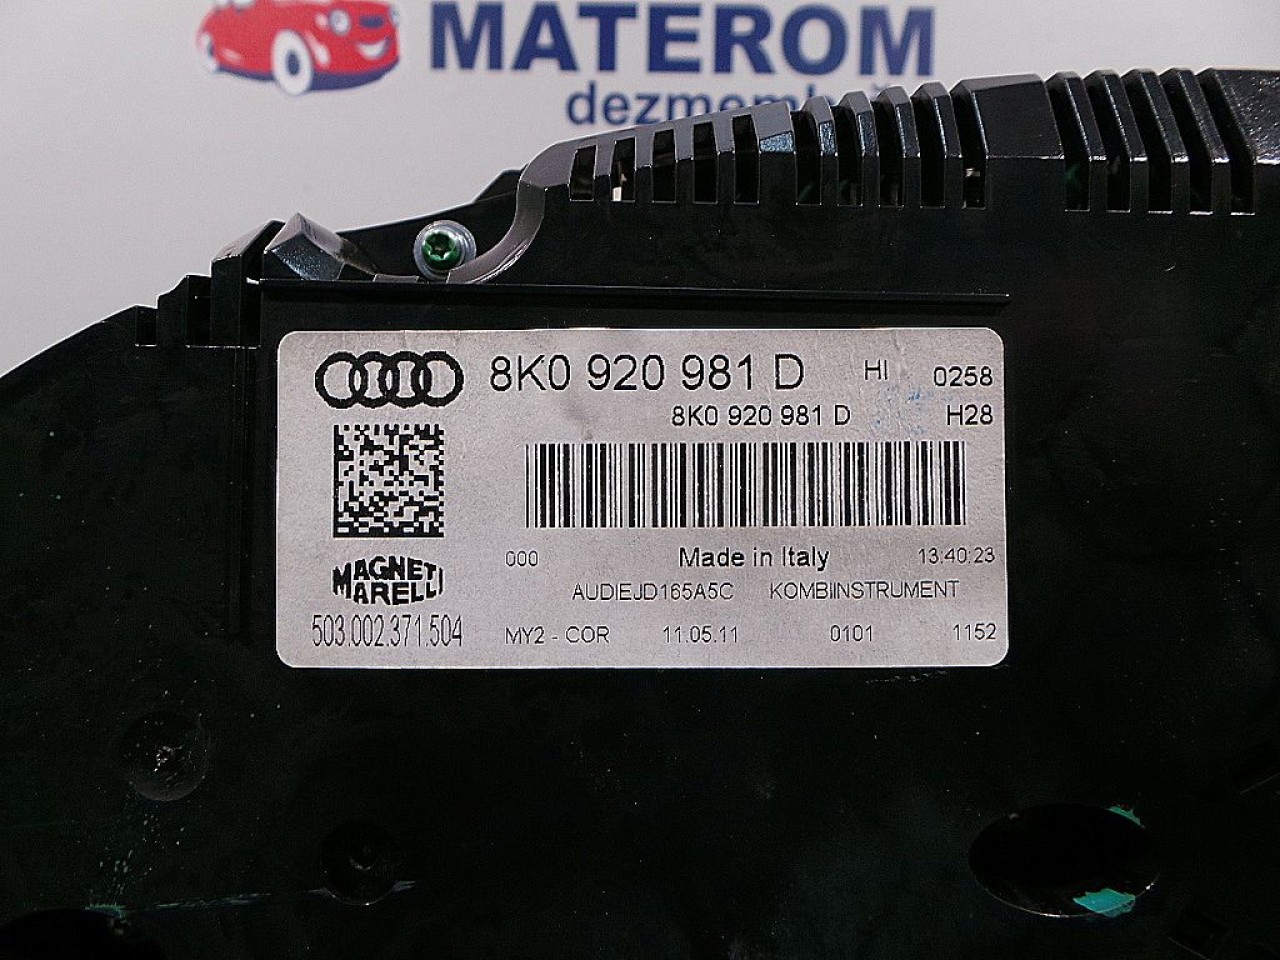 MATEROM
8K0 920 981 D HI 0258
8K0 920 981 D H28
000 Made in Italy 13:40:23
MAGNETI MARELLI
AUDIEJD165A5C KOMBIINSTRUMENT
503.002.371.504 MY2 - COR 11.05.11 0101 1152